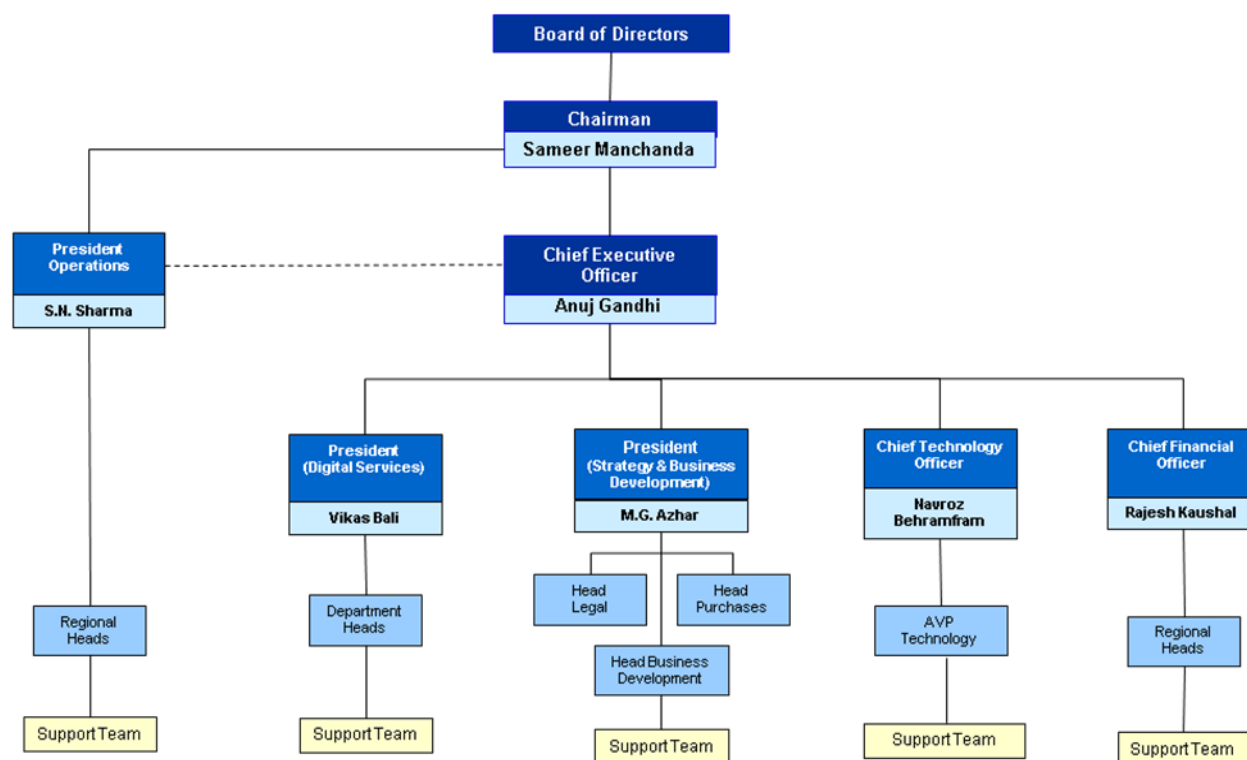 Board of Directors
Chairman
Sameer Manchanda
President
Operations
S.N. Sharma
Chief Executive
Officer
Anuj Gandhi
President
(Digital Services)
Vikas Bali
President
(Strategy & Business
Development)
M.G. Azhar
Chief Technology
Officer
Navroz
Behramfram
Chief Financial
Officer
Rajesh Kaushal
Regional
Heads
Department
Heads
Head
Legal
Head
Purchases
Head Business
Development
AVP
Technology
Regional
Heads
Support Team
Support Team
Support Team
Support Team
Support Team